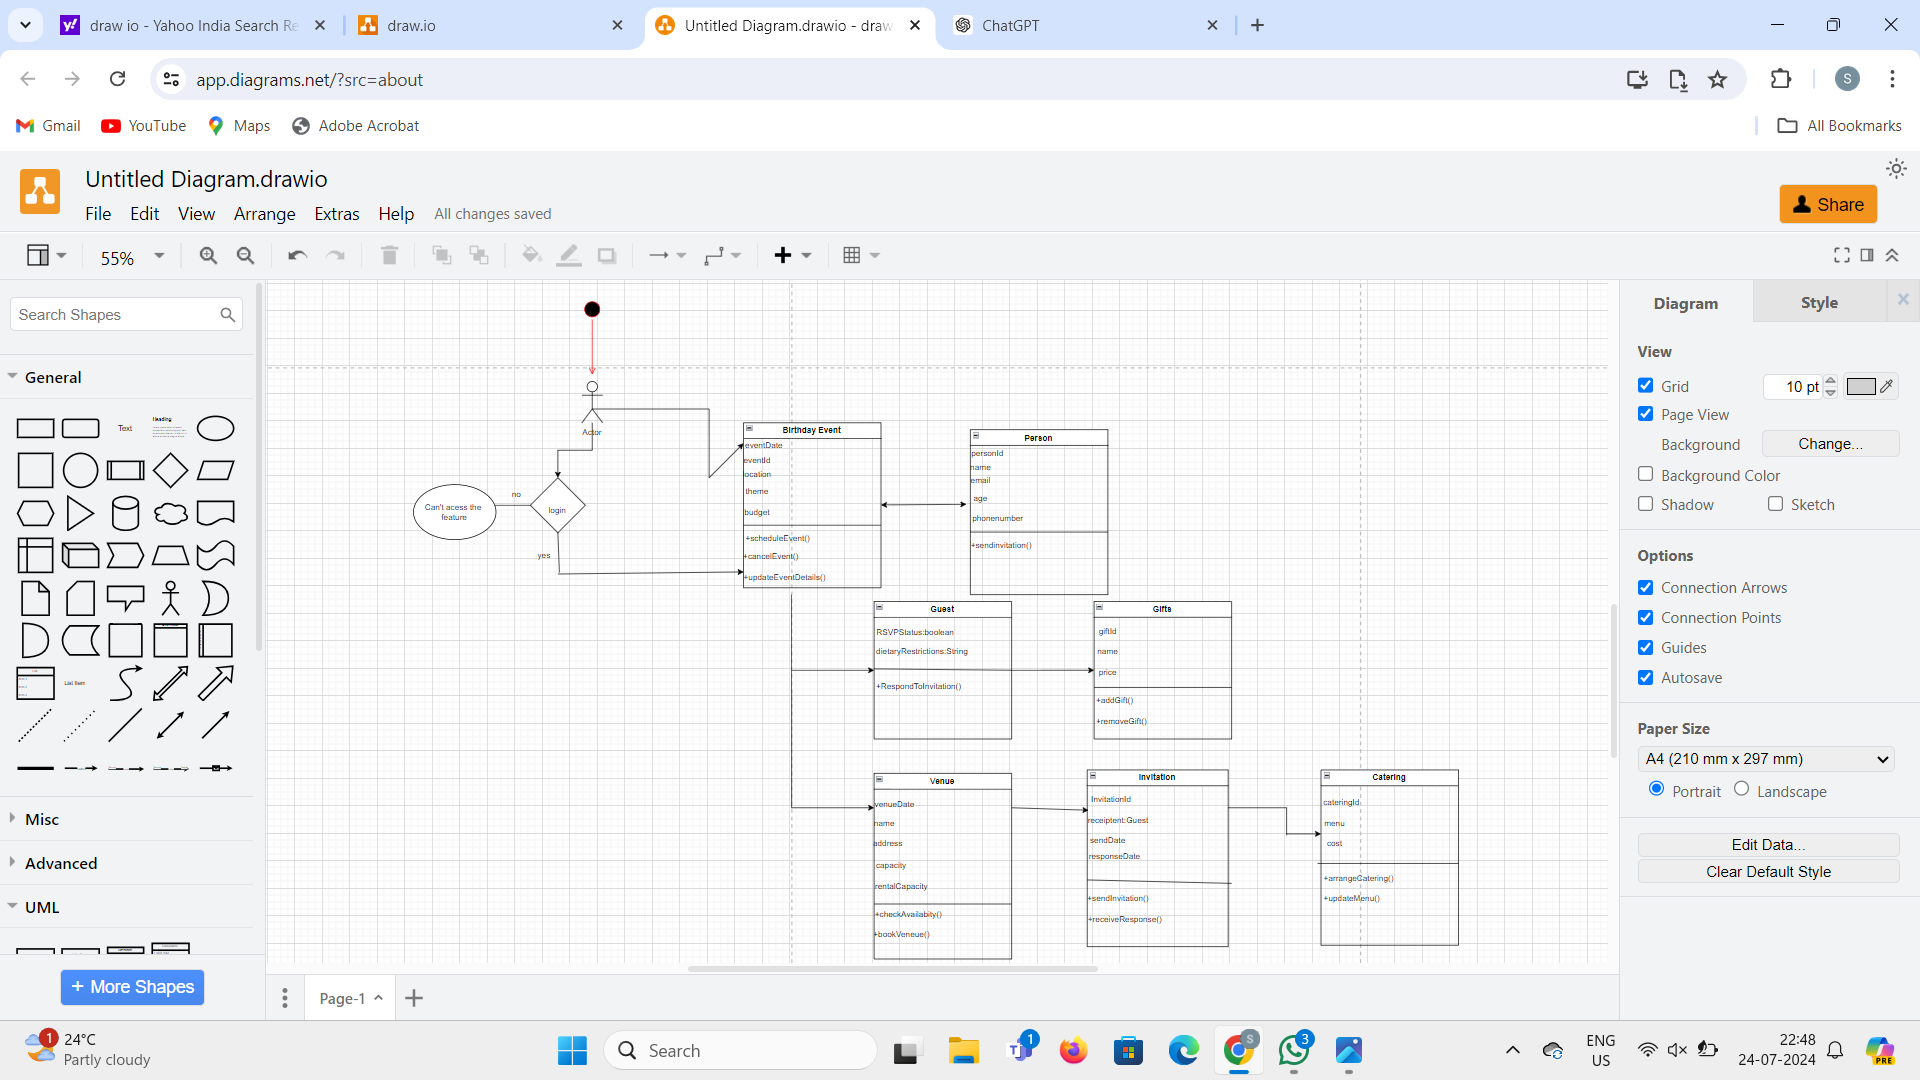 draw io - Yahoo India Search Re
draw.io
Untitled Diagram.drawio - draw
ChatGPT
app.diagrams.net/?src=about
S
Gmail
YouTube
Maps
Adobe Acrobat
All Bookmarks
Untitled Diagram.drawio
File Edit View Arrange Extras Help All changes saved
Share
55%
Search Shapes
General
Text
Heading
List Item
Misc
Advanced
UML
+ More Shapes
Actor
login
no
yes
Can't acess the
feature
Birthday Event
eventDate
eventId
ocation
theme
budget
+scheduleEvent()
+cancelEvent()
+updateEventDetails()
Person
personId
name
email
age
phonenumber
+sendinvitation()
Guest
RSVPStatus:boolean
dietaryRestrictions:String
+RespondToInvitation()
Gifts
giftId
name
price
+addGift()
+removeGift()
Venue
venueDate
name
address
capacity
rentalCapacity
+checkAvailabity()
+bookVeneue()
Invitation
InvitationId
receiptent:Guest
sendDate
responseDate
+sendInvitation()
+receiveResponse()
Catering
cateringId
menu
cost
+arrangeCatering()
+updateMenu()
Diagram
Style
View
Grid
10 pt
Page View
Background
Change...
Background Color
Shadow
Sketch
Options
Connection Arrows
Connection Points
Guides
Autosave
Paper Size
A4 (210 mm x 297 mm)
Portrait
Landscape
Edit Data...
Clear Default Style
Page-1
1
24°C
Partly cloudy
Search
1
S
3
ENG
US
22:48
24-07-2024
PRE